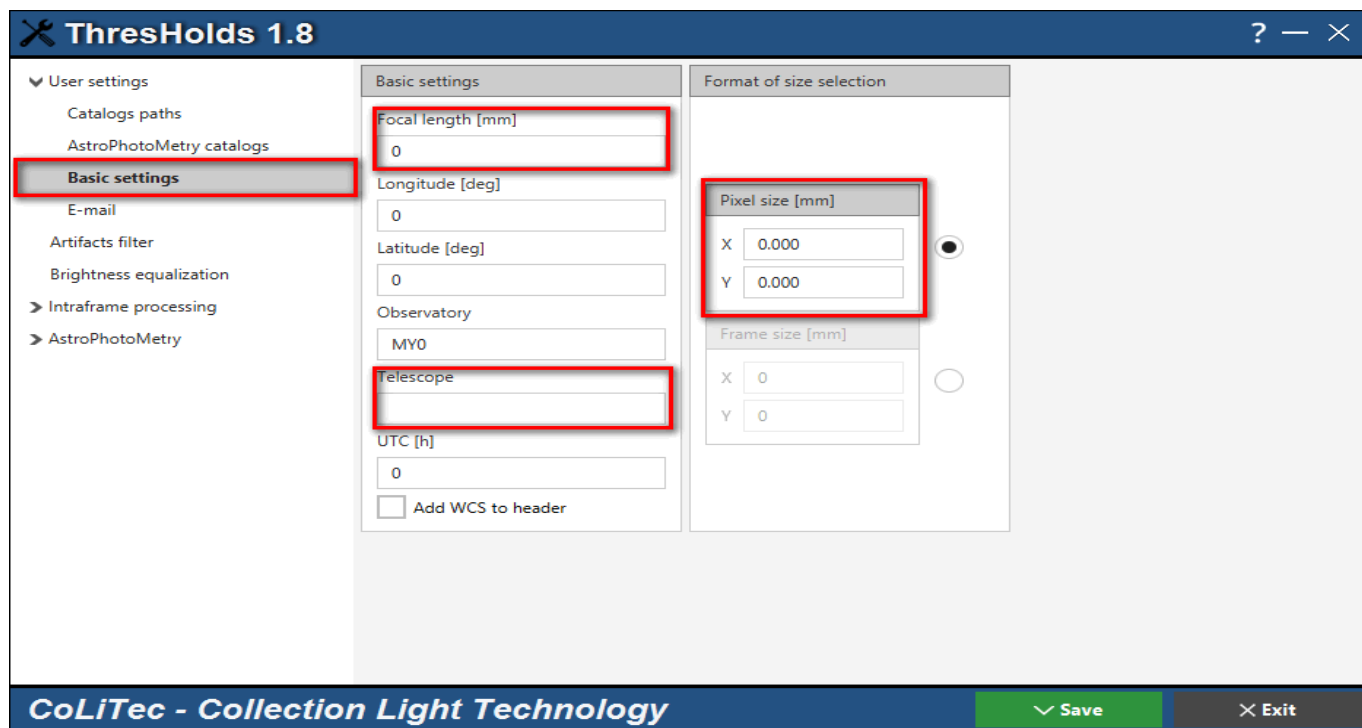 ThresHolds 1.8
?
User settings
Catalogs paths
AstroPhotoMetry catalogs
Basic settings
E-mail
Artifacts filter
Brightness equalization
Intraframe processing
AstroPhotoMetry
Basic settings
Focal length [mm]
0
Longitude [deg]
0
Latitude [deg]
0
Observatory
MY0
Telescope
UTC [h]
0
Add WCS to header
Format of size selection
Pixel size [mm]
X 0.000
Y 0.000
Frame size [mm]
X 0
Y 0
CoLiTec - Collection Light Technology
Save
Exit